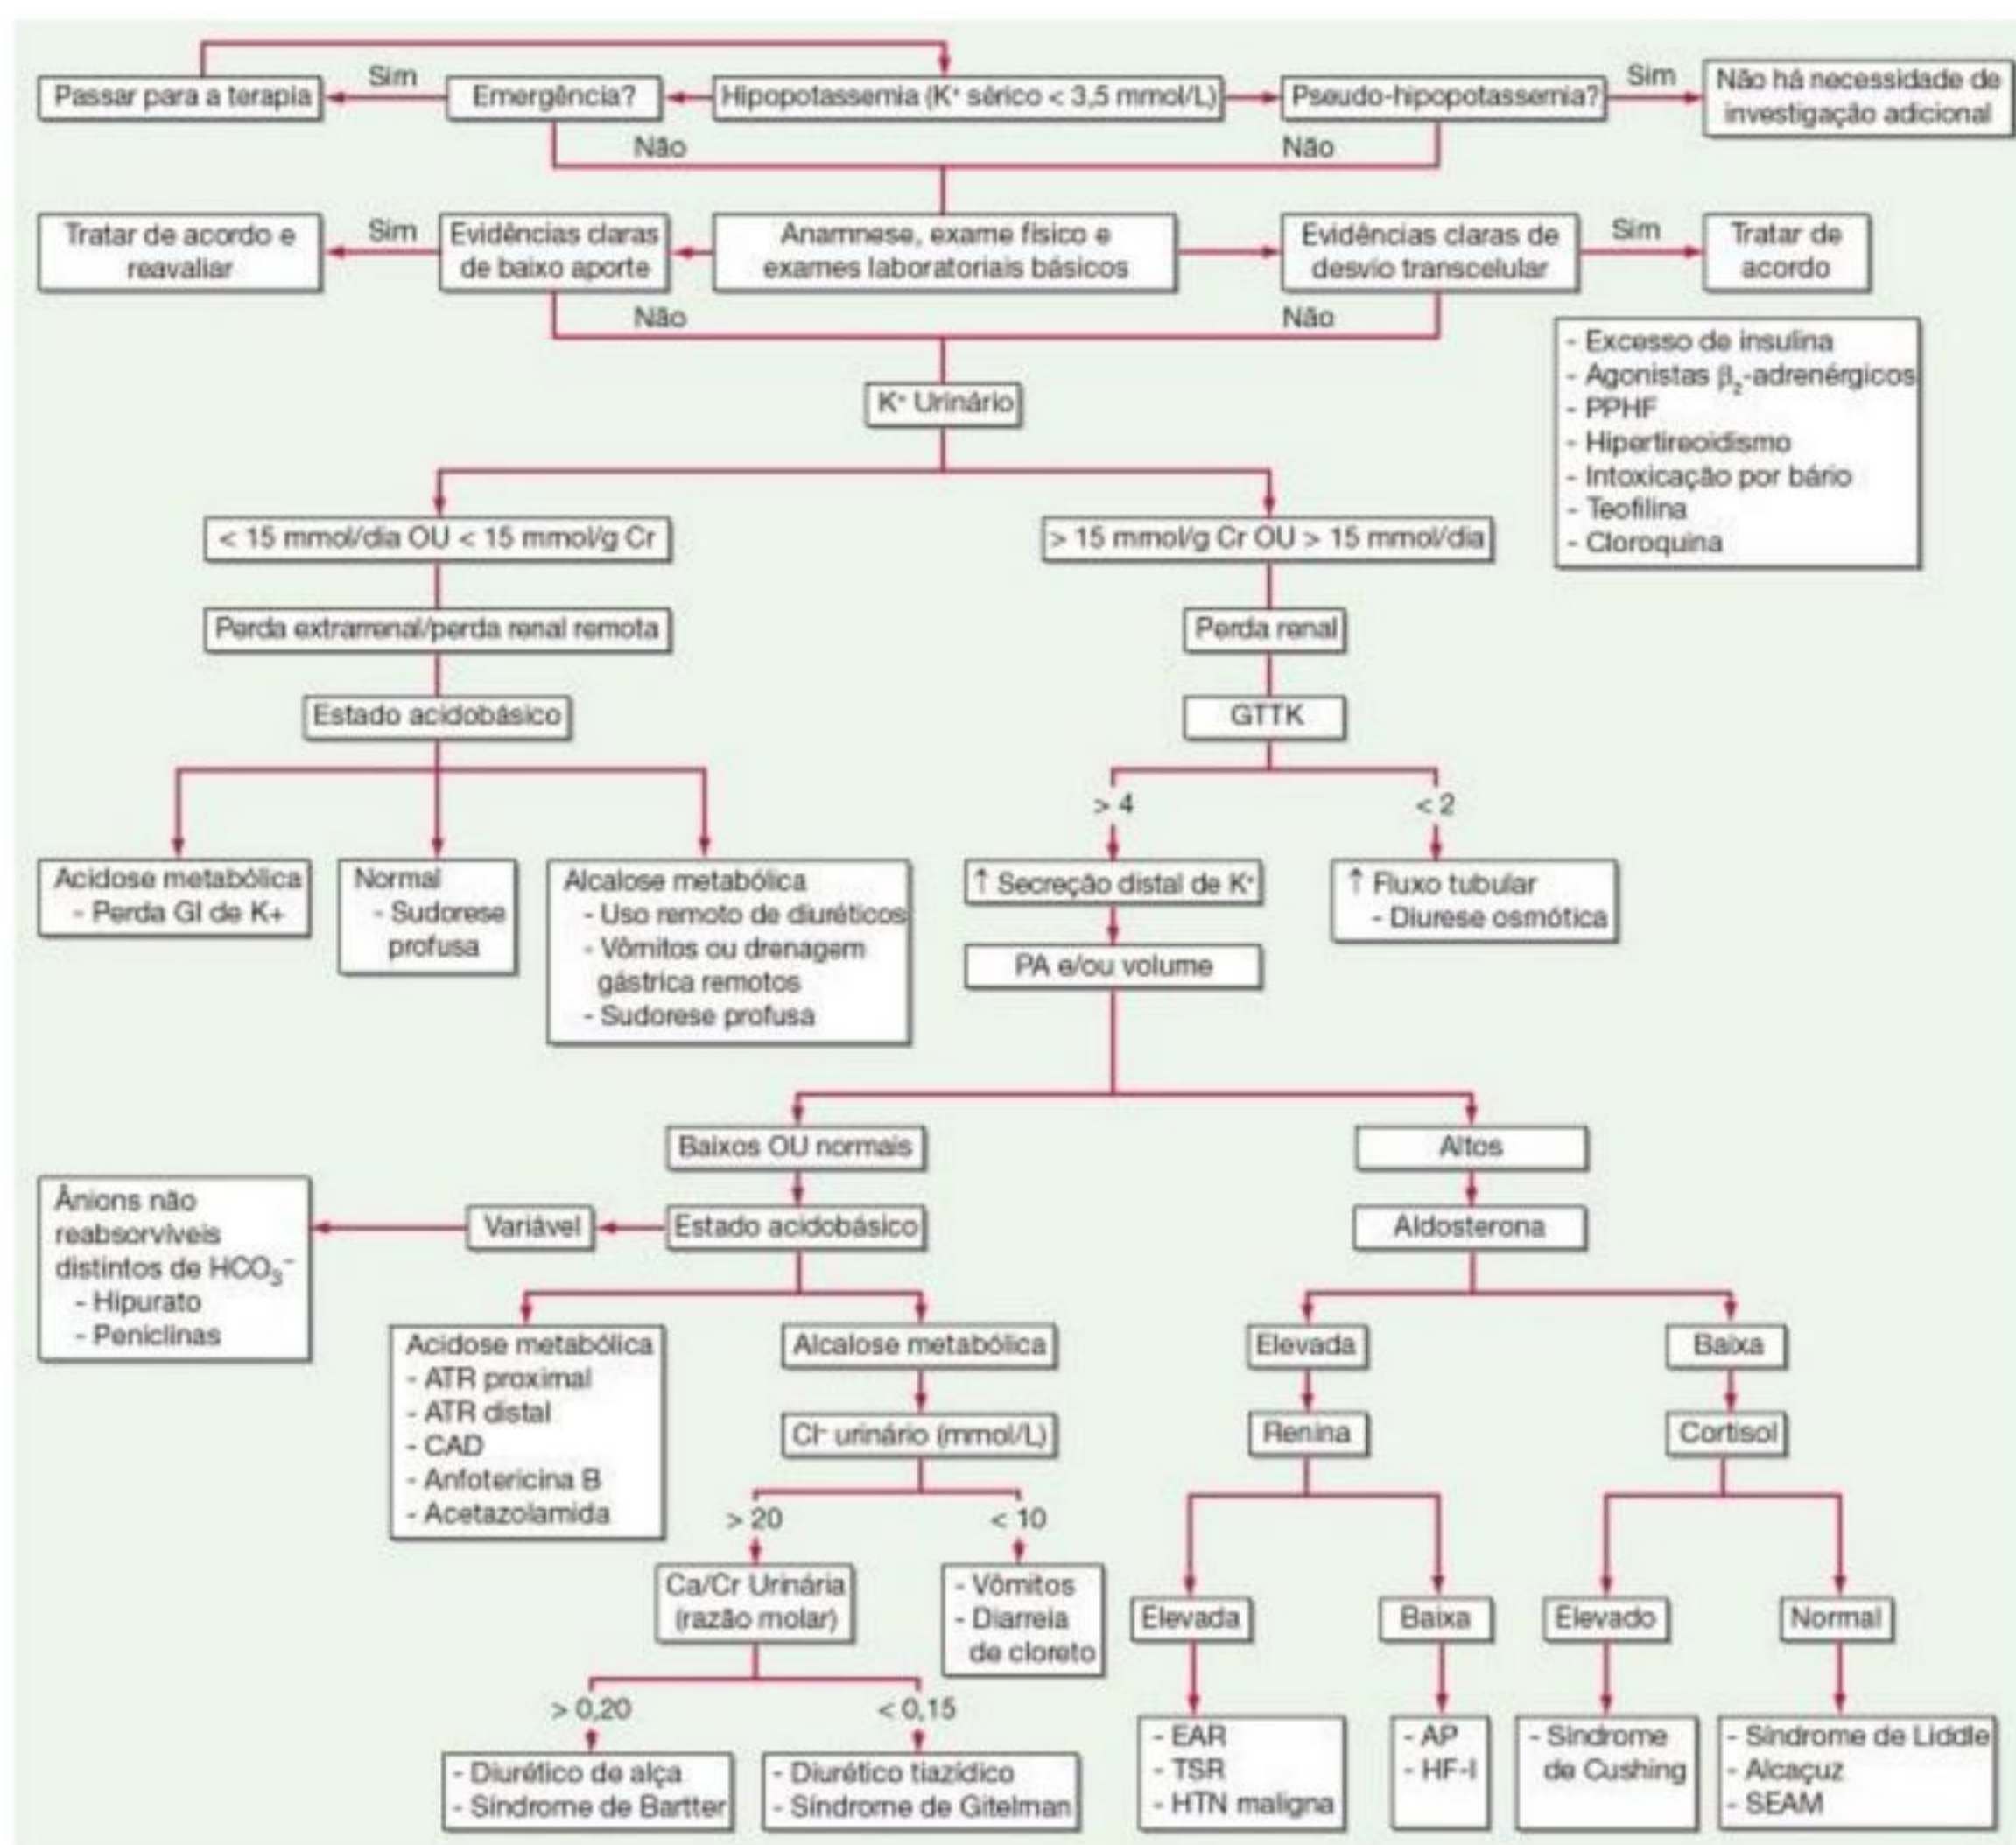 Passar para a terapia
Sim
Emergência?
Hipopotassemia (K⁺ sérico < 3,5 mmol/L)
Pseudo-hipopotassemia?
Sim
Não há necessidade de
investigação adicional
Não
Não
Tratar de acordo e
reavaliar
Sim
Evidências claras
de baixo aporte
Anamnese, exame físico e
exames laboratoriais básicos
Evidências claras de
desvio transcelular
Sim
Tratar de
acordo
Não
Não
- Excesso de insulina
- Agonistas β₂-adrenérgicos
- PPHF
- Hipertireoidismo
- Intoxicação por bário
- Teofilina
- Cloroquina
K⁺ Urinário
< 15 mmol/dia OU < 15 mmol/g Cr
> 15 mmol/g Cr OU > 15 mmol/dia
Perda extrarrenal/perda renal remota
Perda renal
Estado acidobásico
GTTK
> 4
< 2
Acidose metabólica
- Perda GI de K+
Normal
- Sudorese
profusa
Alcalose metabólica
- Uso remoto de diuréticos
- Vômitos ou drenagem
gástrica remotos
- Sudorese profusa
↑ Secreção distal de K⁺
↑ Fluxo tubular
- Diurese osmótica
PA e/ou volume
Baixos OU normais
Altos
Ânions não
reabsorvíveis
distintos de HCO₃⁻
- Hipurato
- Peniclinas
Variável
Estado acidobásico
Aldosterona
Acidose metabólica
- ATR proximal
- ATR distal
- CAD
- Anfotericina B
- Acetazolamida
Alcalose metabólica
Elevada
Baixa
Cl⁻ urinário (mmol/L)
Renina
Cortisol
> 20
< 10
Ca/Cr Urinária
(razão molar)
- Vômitos
- Diarreia
de cloreto
Elevada
Baixa
Elevado
Normal
> 0,20
< 0,15
- Diurético de alça
- Síndrome de Bartter
- Diurético tiazídico
- Síndrome de Gitelman
- EAR
- TSR
- HTN maligna
- AP
- HF-I
- Síndrome
de Cushing
- Síndrome de Liddle
- Alcaçuz
- SEAM